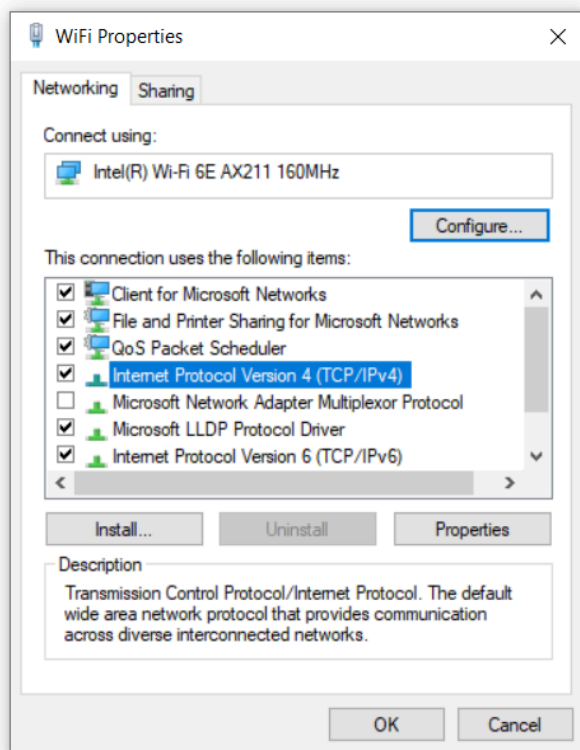 WiFi Properties
Networking
Sharing
Connect using:
Intel(R) Wi-Fi 6E AX211 160MHz
Configure...
This connection uses the following items:
Client for Microsoft Networks
File and Printer Sharing for Microsoft Networks
QoS Packet Scheduler
Internet Protocol Version 4 (TCP/IPv4)
Microsoft Network Adapter Multiplexor Protocol
Microsoft LLDP Protocol Driver
Internet Protocol Version 6 (TCP/IPv6)
Install...
Uninstall
Properties
Description
Transmission Control Protocol/Internet Protocol. The default
wide area network protocol that provides communication
across diverse interconnected networks.
OK
Cancel